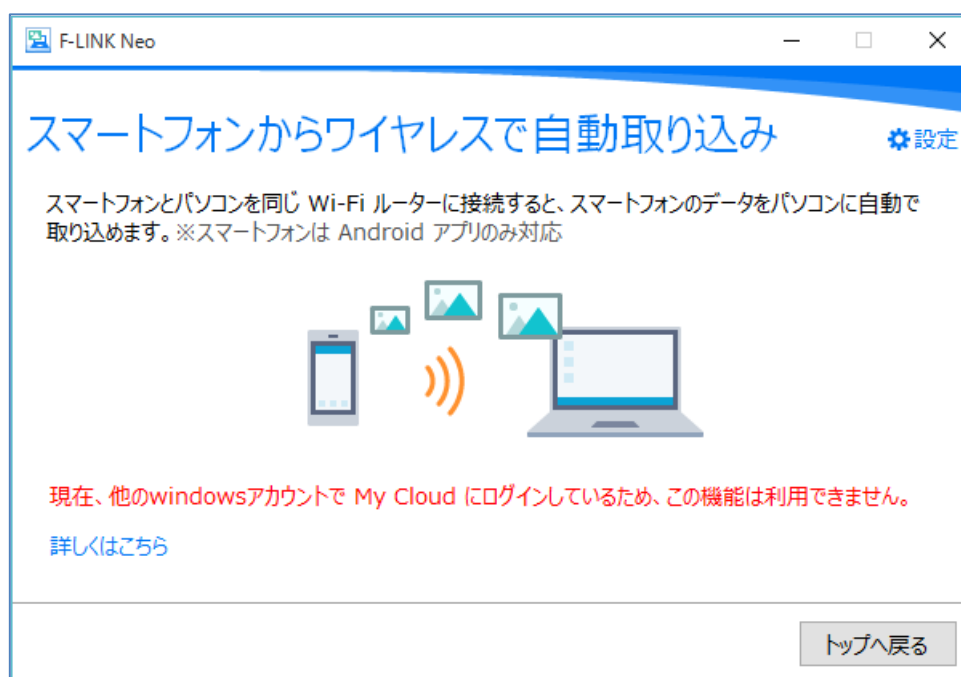 F-LINK Neo
スマートフォンからワイヤレスで自動取り込み
設定
スマートフォンとパソコンを同じ Wi-Fi ルーターに接続すると、スマートフォンのデータをパソコンに自動で
取り込めます。※スマートフォンは Android アプリのみ対応
現在、他のwindowsアカウントで My Cloud にログインしているため、この機能は利用できません。
詳しくはこちら
トップへ戻る